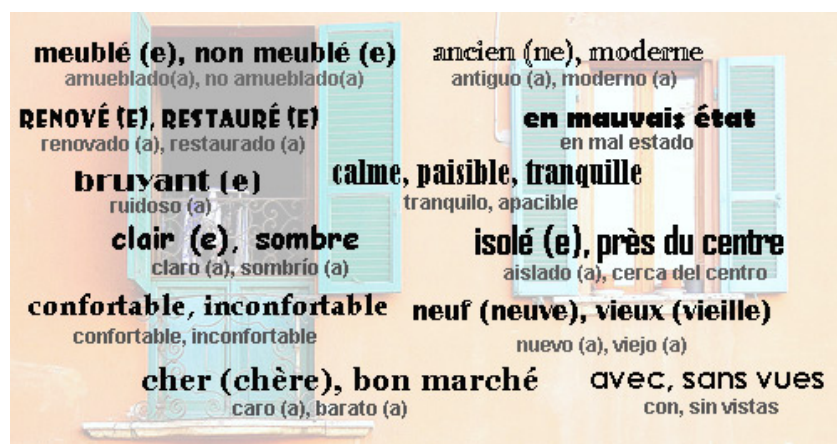 meublé (e), non meublé (e)
amueblado(a), no amueblado(a)
ancien (ne), moderne
antiguo (a), moderno (a)
RENOVÉ (E), RESTAURÉ (E)
renovado (a), restaurado (a)
en mauvais état
en mal estado
bruyant (e)
ruidoso (a)
calme, paisible, tranquille
tranquilo, apacible
clair (e), sombre
claro (a), sombrío (a)
isolé (e), près du centre
aislado (a), cerca del centro
confortable, inconfortable
confortable, inconfortable
neuf (neuve), vieux (vieille)
nuevo (a), viejo (a)
cher (chère), bon marché
caro (a), barato (a)
avec, sans vues
con, sin vistas